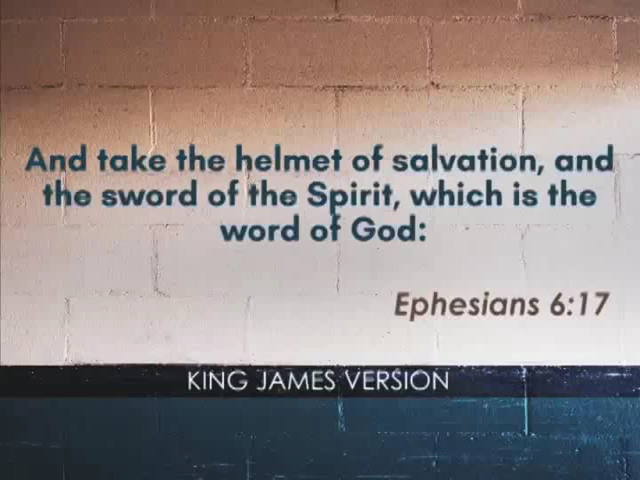 And take the helmet of salvation, and
the sword of the Spirit, which is the
word of God:
Ephesians 6:17
KING JAMES VERSION